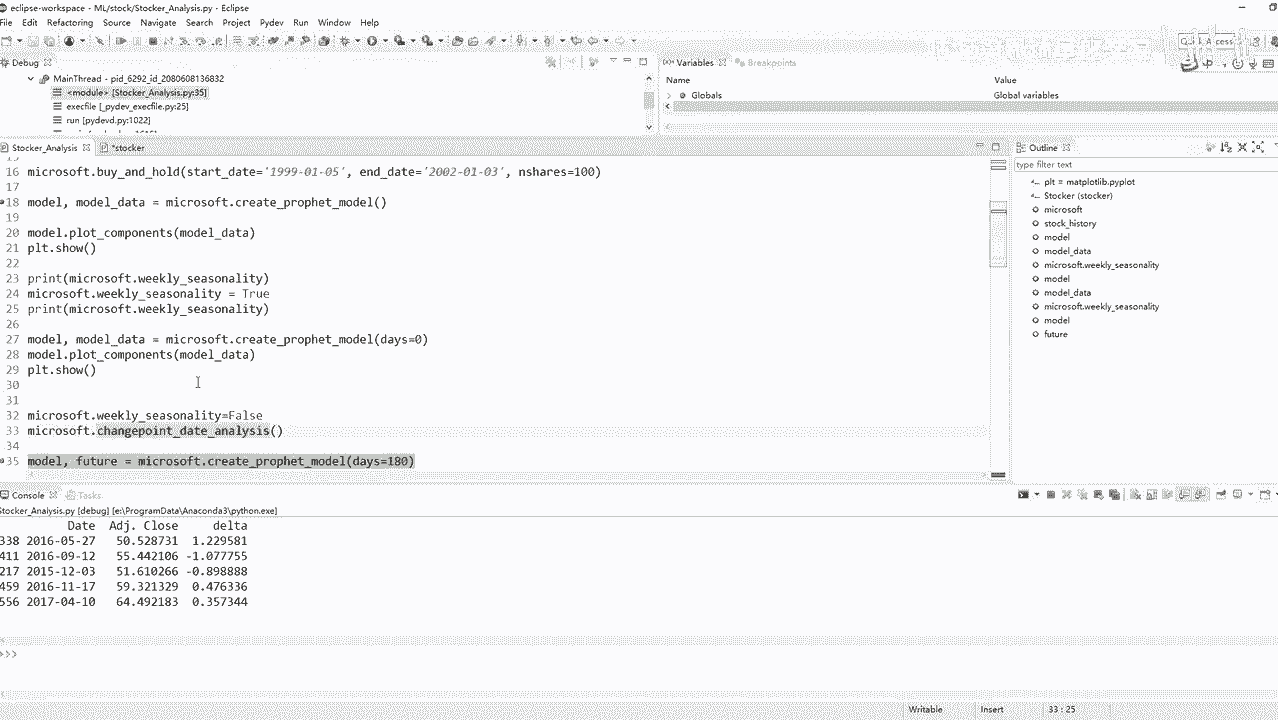 eclipse-workspace - ML/stock/Stocker_Analysis.py - Eclipse
File Edit Refactoring Source Navigate Search Project Pydev Run Window Help
Debug
Variables Breakpoints
MainThread - pid_6292_id_2080608136832
<module> [Stocker_Analysis.py:35]
execfile [_pydev_execfile.py:25]
run [pydevd.py:1022]
Name Value
Globals Global variables
Stocker_Analysis *stocker
16 microsoft.buy_and_hold(start_date='1999-01-05', end_date='2002-01-03', nshares=100)
17
18 model, model_data = microsoft.create_prophet_model()
19
20 model.plot_components(model_data)
21 plt.show()
22
23 print(microsoft.weekly_seasonality)
24 microsoft.weekly_seasonality = True
25 print(microsoft.weekly_seasonality)
26
27 model, model_data = microsoft.create_prophet_model(days=0)
28 model.plot_components(model_data)
29 plt.show()
30
31
32 microsoft.weekly_seasonality=False
33 microsoft.changepoint_date_analysis()
34
35 model, future = microsoft.create_prophet_model(days=180)
Outline
type filter text
plt = matplotlib.pyplot
Stocker (stocker)
microsoft
stock_history
model
model_data
microsoft.weekly_seasonality
model
model_data
microsoft.weekly_seasonality
model
future
Console Tasks
Stocker_Analysis.py [debug] [e:\ProgramData\Anaconda3\python.exe]
Date Adj. Close delta
338 2016-05-27 50.528731 1.229581
411 2016-09-12 55.442106 -1.077755
217 2015-12-03 51.610266 -0.898888
459 2016-11-17 59.321329 0.476336
556 2017-04-10 64.492183 0.357344
>>>
Writable Insert 33 : 25